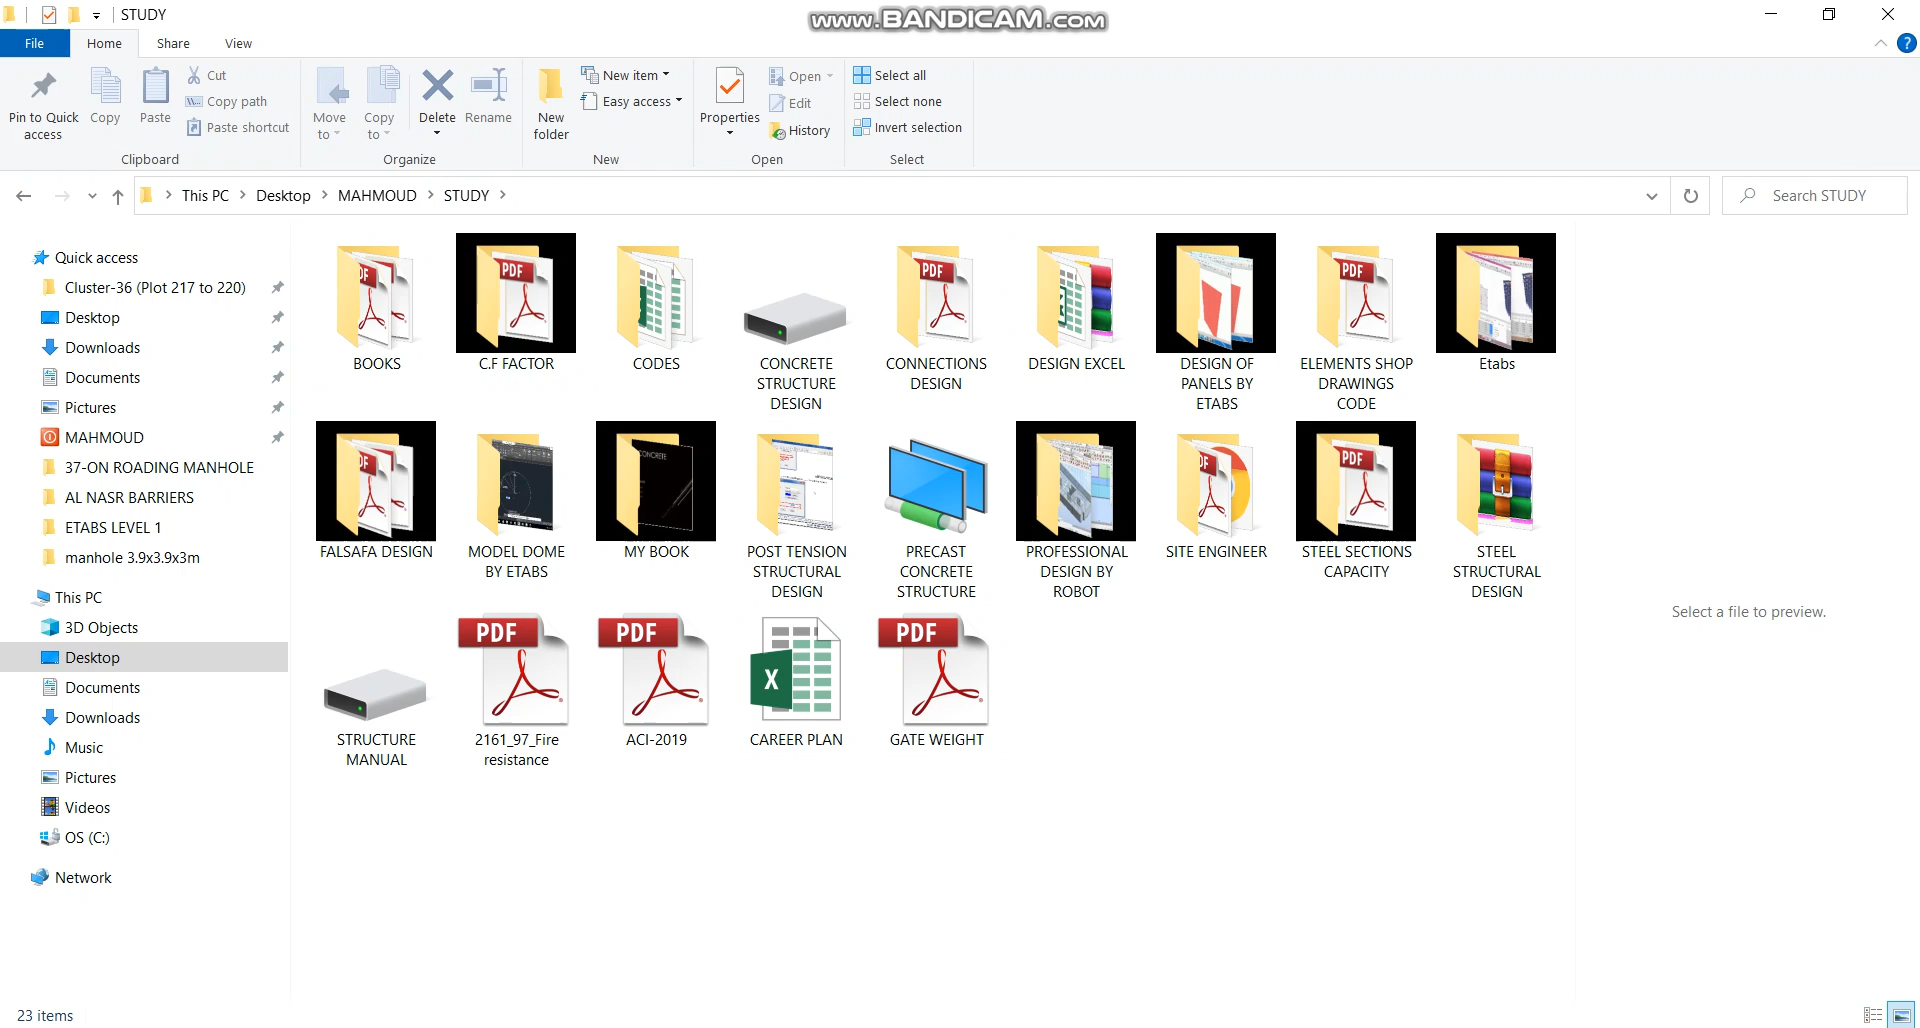 STUDY
www.BANDICAM.com
File
Home
Share
View
Pin to Quick
access
Copy
Paste
Cut
Copy path
Paste shortcut
Clipboard
Move
to
Copy
to
Delete
Rename
Organize
New
folder
New item
Easy access
New
Properties
Open
Edit
History
Open
Select all
Select none
Invert selection
Select
This PC
Desktop
MAHMOUD
STUDY
Search STUDY
Quick access
Cluster-36 (Plot 217 to 220)
Desktop
Downloads
Documents
Pictures
MAHMOUD
37-ON ROADING MANHOLE
AL NASR BARRIERS
ETABS LEVEL 1
manhole 3.9x3.9x3m
This PC
3D Objects
Desktop
Documents
Downloads
Music
Pictures
Videos
OS (C:)
Network
BOOKS
PDF
C.F FACTOR
CODES
CONCRETE
STRUCTURE
DESIGN
PDF
CONNECTIONS
DESIGN
DESIGN EXCEL
DESIGN OF
PANELS BY
ETABS
PDF
ELEMENTS SHOP
DRAWINGS
CODE
Etabs
FALSAFA DESIGN
MODEL DOME
BY ETABS
CONCRETE
MY BOOK
POST TENSION
STRUCTURAL
DESIGN
PRECAST
CONCRETE
STRUCTURE
PROFESSIONAL
DESIGN BY
ROBOT
SITE ENGINEER
PDF
STEEL SECTIONS
CAPACITY
STEEL
STRUCTURAL
DESIGN
STRUCTURE
MANUAL
PDF
2161_97_Fire
resistance
PDF
ACI-2019
X
CAREER PLAN
PDF
GATE WEIGHT
Select a file to preview.
23 items